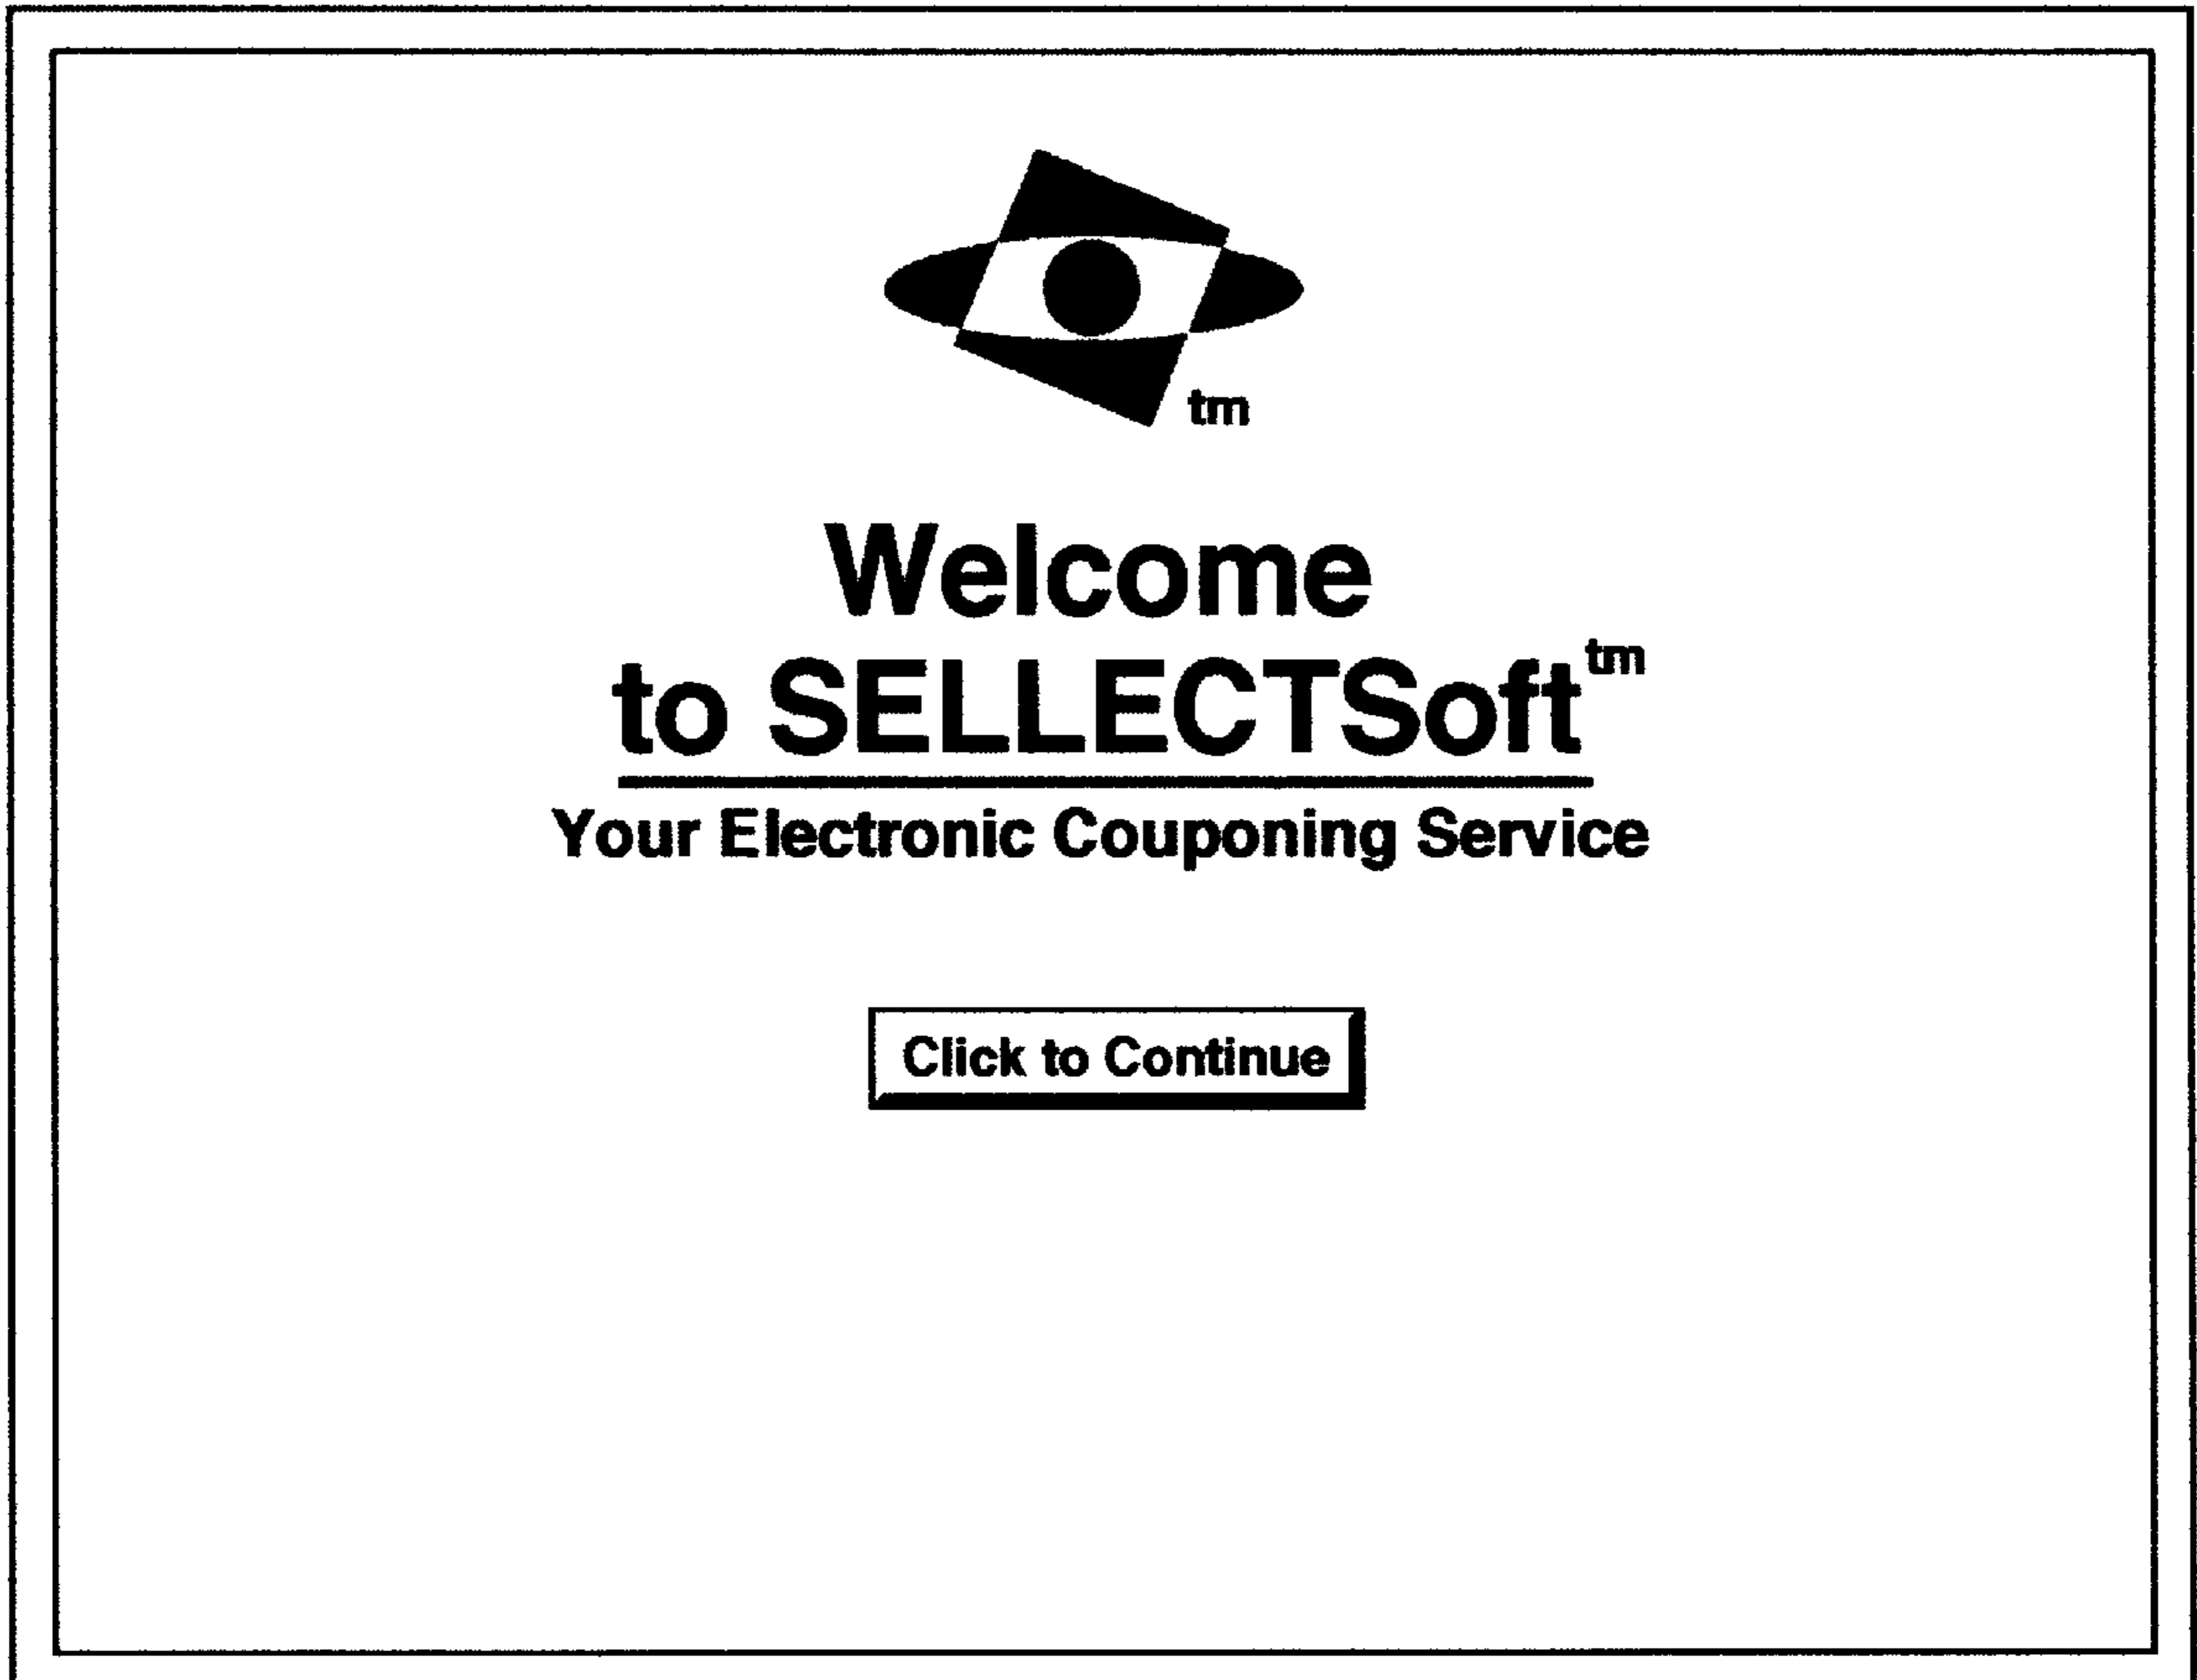 tm
Welcome
to SELLECTSoft tm
Your Electronic Couponing Service
Click to Continue